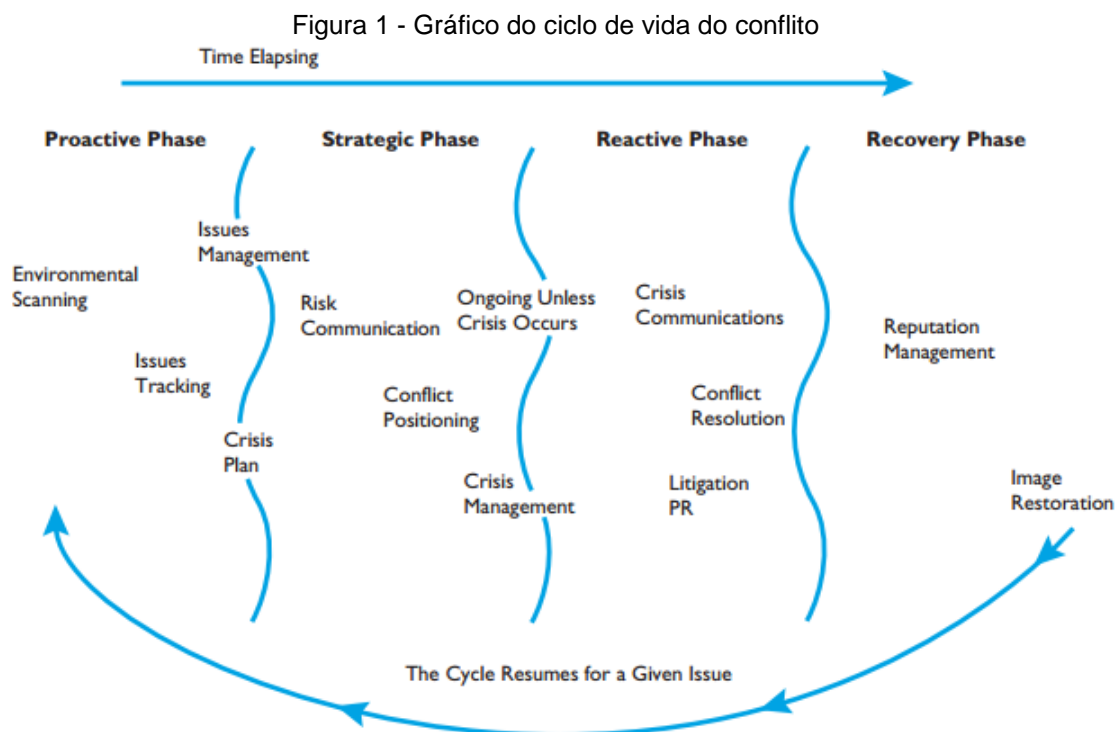 Figura 1 - Gráfico do ciclo de vida do conflito
Time Elapsing
Proactive Phase
Strategic Phase
Reactive Phase
Recovery Phase
Environmental
Scanning
Issues
Tracking
Issues
Management
Crisis
Plan
Risk
Communication
Conflict
Positioning
Ongoing Unless
Crisis Occurs
Crisis
Management
Crisis
Communications
Conflict
Resolution
Litigation
PR
Reputation
Management
Image
Restoration
The Cycle Resumes for a Given Issue